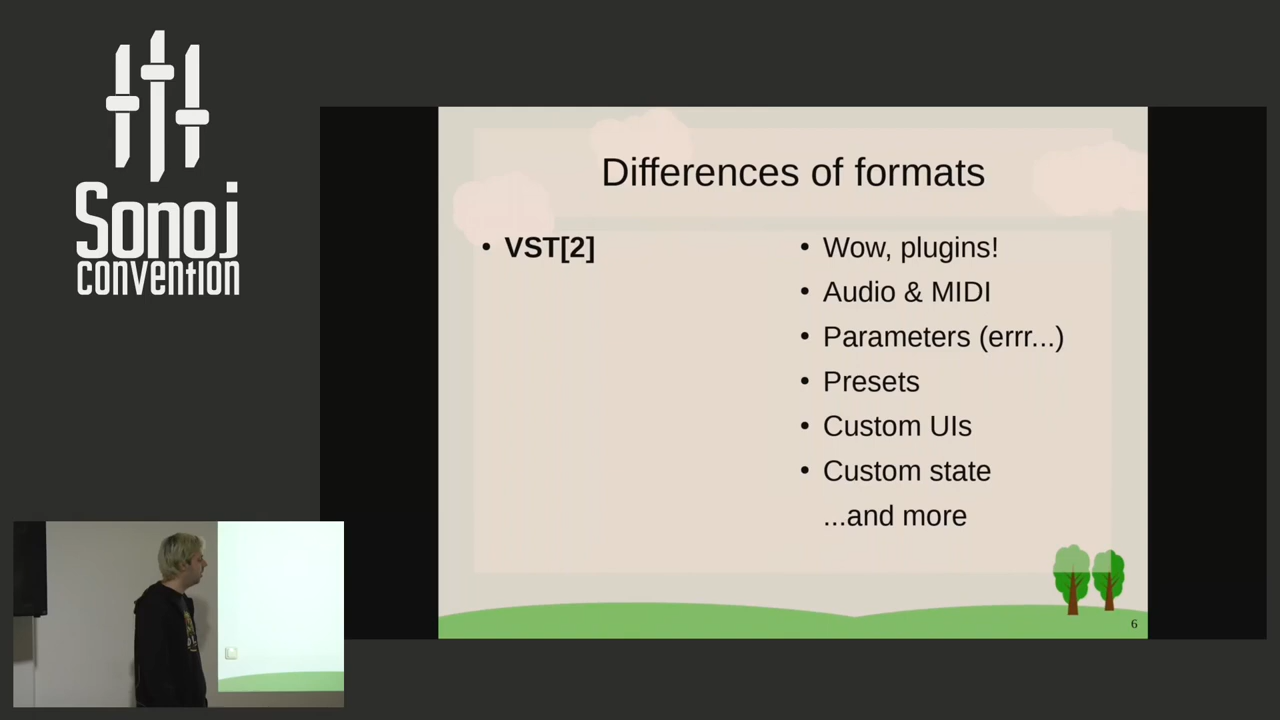 Sonoj
convention
Differences of formats
• VST[2]
• Wow, plugins!
• Audio & MIDI
• Parameters (errr...)
• Presets
• Custom UIs
• Custom state
...and more
6